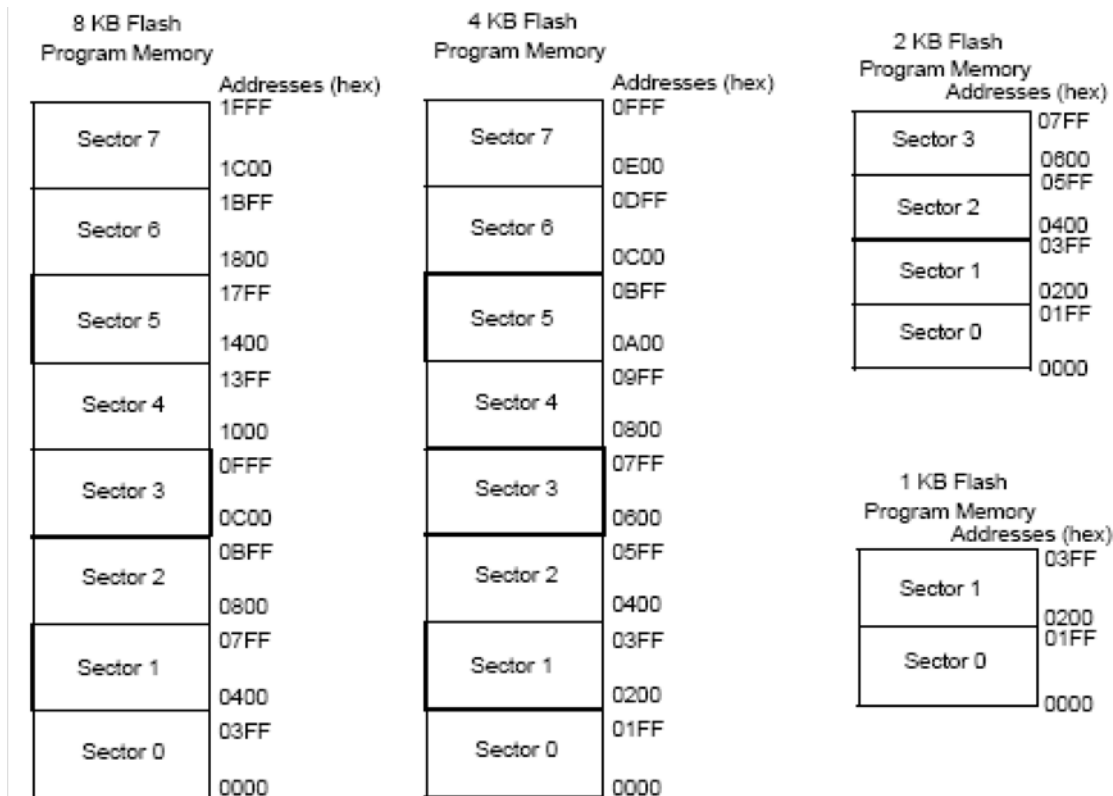 8 KB Flash
Program Memory
Addresses (hex)
1FFF
Sector 7
1C00
1BFF
Sector 6
1800
17FF
Sector 5
1400
13FF
Sector 4
1000
0FFF
Sector 3
0C00
0BFF
Sector 2
0800
07FF
Sector 1
0400
03FF
Sector 0
0000
4 KB Flash
Program Memory
Addresses (hex)
0FFF
Sector 7
0E00
0DFF
Sector 6
0C00
0BFF
Sector 5
0A00
09FF
Sector 4
0800
07FF
Sector 3
0600
05FF
Sector 2
0400
03FF
Sector 1
0200
01FF
Sector 0
0000
2 KB Flash
Program Memory
Addresses (hex)
07FF
Sector 3
0600
05FF
Sector 2
0400
03FF
Sector 1
0200
01FF
Sector 0
0000
1 KB Flash
Program Memory
Addresses (hex)
03FF
Sector 1
0200
01FF
Sector 0
0000